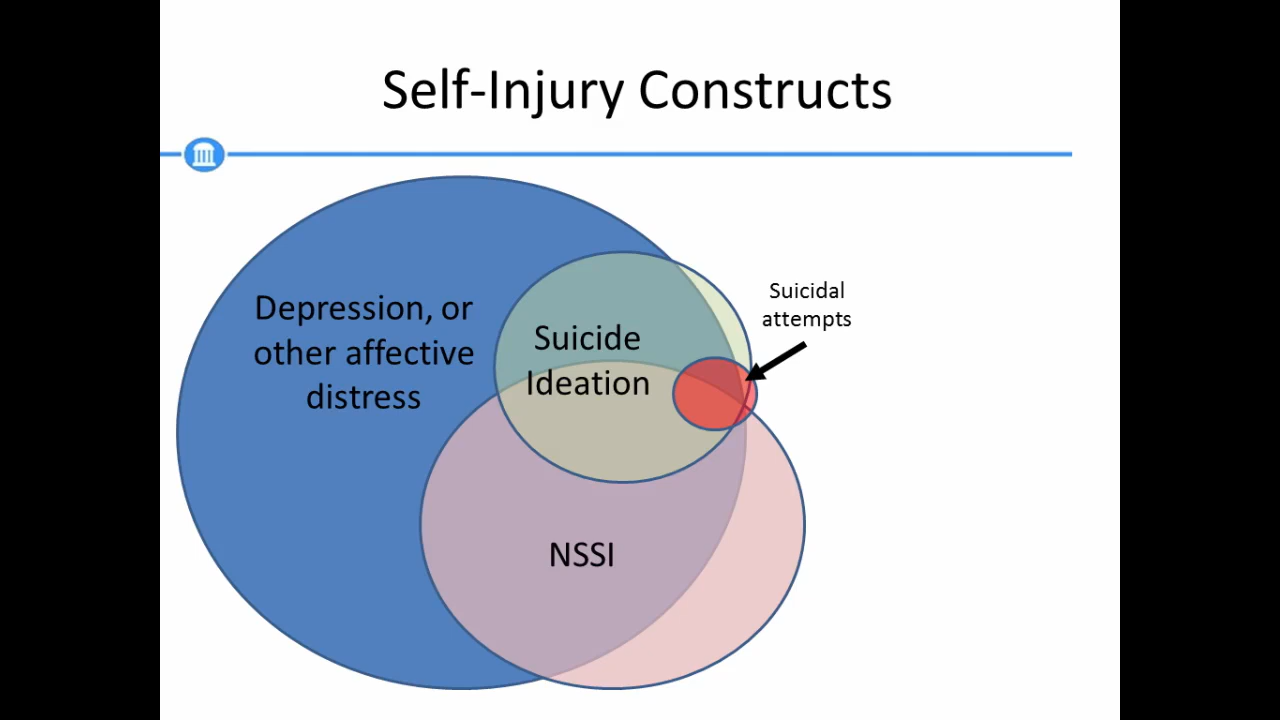 Self-Injury Constructs
Depression, or
other affective
distress
Suicide
Ideation
Suicidal
attempts
NSSI